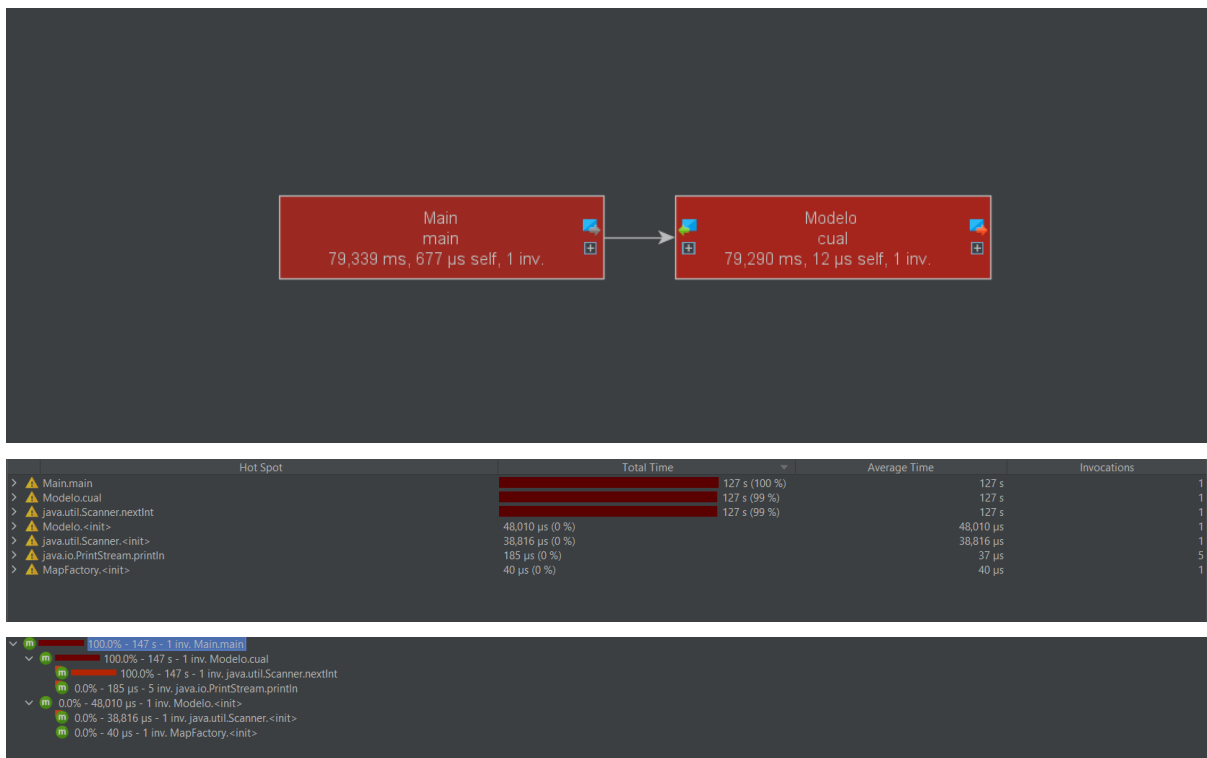 Main
main
79,339 ms, 677 µs self, 1 inv.
Modelo
cual
79,290 ms, 12 µs self, 1 inv.
Hot Spot Total Time Average Time Invocations
Main.main 127 s (100 %) 127 s 1
Modelo.cual 127 s (99 %) 127 s 1
java.util.Scanner.nextInt 127 s (99 %) 127 s 1
Modelo.<init> 48,010 µs (0 %) 48,010 µs 1
java.util.Scanner.<init> 38,816 µs (0 %) 38,816 µs 1
java.io.PrintStream.println 185 µs (0 %) 37 µs 5
MapFactory.<init> 40 µs (0 %) 40 µs 1
m 100.0% - 147 s - 1 inv. Main.main
m 100.0% - 147 s - 1 inv. Modelo.cual
m 100.0% - 147 s - 1 inv. java.util.Scanner.nextInt
m 0.0% - 185 µs - 5 inv. java.io.PrintStream.println
m 0.0% - 48,010 µs - 1 inv. Modelo.<init>
m 0.0% - 38,816 µs - 1 inv. java.util.Scanner.<init>
m 0.0% - 40 µs - 1 inv. MapFactory.<init>